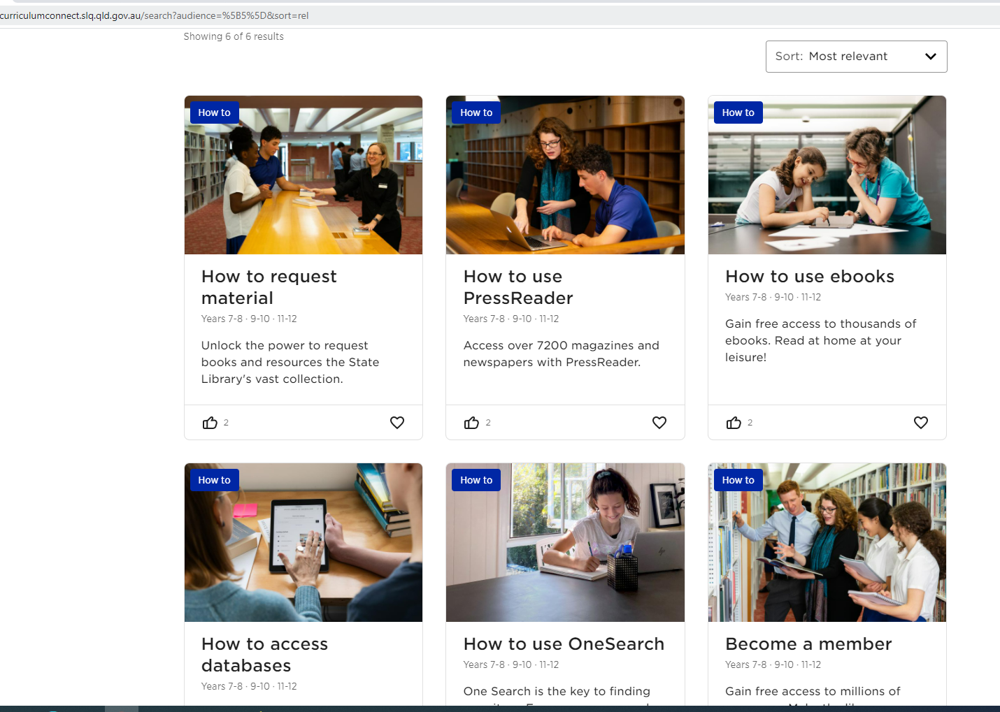 curriculumconnect.slq.qld.gov.au/search?audience=%5B5%5D&sort=rel
Showing 6 of 6 results
Sort: Most relevant
How to
How to request
material
Years 7-8 · 9-10 · 11-12
Unlock the power to request
books and resources the State
Library's vast collection.
2
How to
How to use
PressReader
Years 7-8 · 9-10 · 11-12
Access over 7200 magazines and
newspapers with PressReader.
2
How to
How to use ebooks
Years 7-8 · 9-10 · 11-12
Gain free access to thousands of
ebooks. Read at home at your
leisure!
2
How to
How to access
databases
Years 7-8 · 9-10 · 11-12
How to
How to use OneSearch
Years 7-8 · 9-10 · 11-12
One Search is the key to finding
How to
Become a member
Years 7-8 · 9-10 · 11-12
Gain free access to millions of